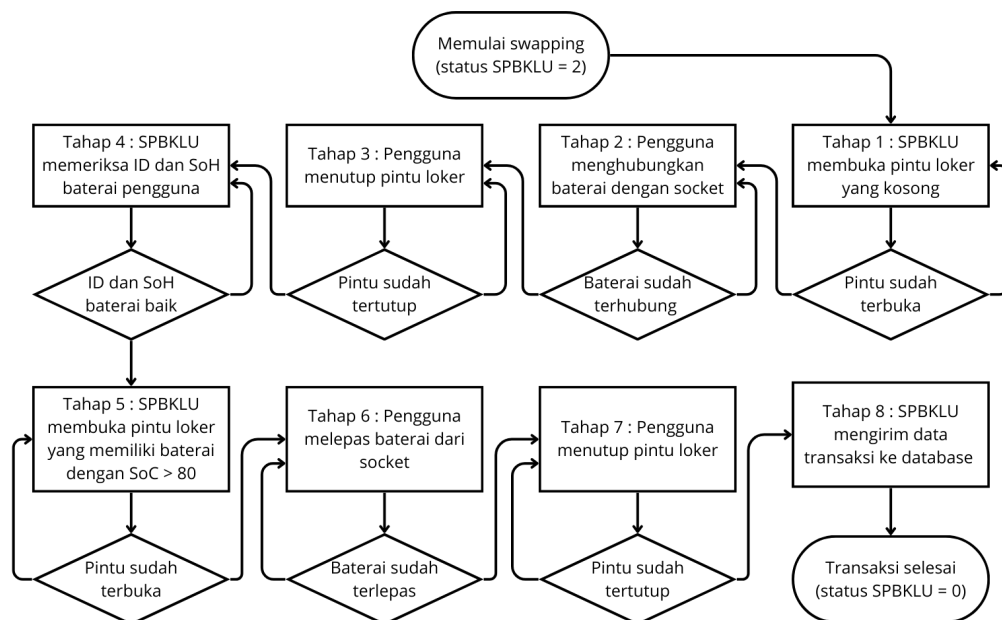 Memulai swapping
(status SPBKLU = 2)
Tahap 1 : SPBKLU
membuka pintu loker
yang kosong
Pintu sudah
terbuka
Tahap 2 : Pengguna
menghubungkan
baterai dengan socket
Baterai sudah
terhubung
Tahap 3 : Pengguna
menutup pintu loker
Pintu sudah
tertutup
Tahap 4 : SPBKLU
memeriksa ID dan SoH
baterai pengguna
ID dan SoH
baterai baik
Tahap 5 : SPBKLU
membuka pintu loker
yang memiliki baterai
dengan SoC > 80
Pintu sudah
terbuka
Tahap 6 : Pengguna
melepas baterai dari
socket
Baterai sudah
terlepas
Tahap 7 : Pengguna
menutup pintu loker
Pintu sudah
tertutup
Tahap 8 : SPBKLU
mengirim data
transaksi ke database
Transaksi selesai
(status SPBKLU = 0)